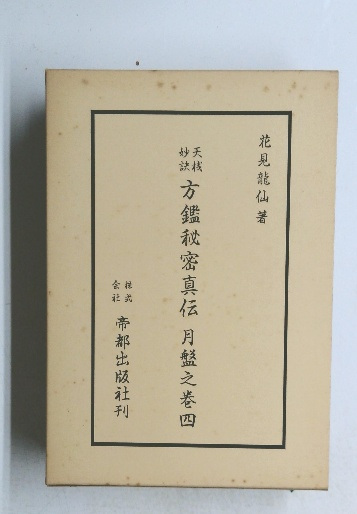 花見龍仙著
天機妙訣
方鑑秘密真伝 月盤之巻四
株式会社
帝都出版社刊